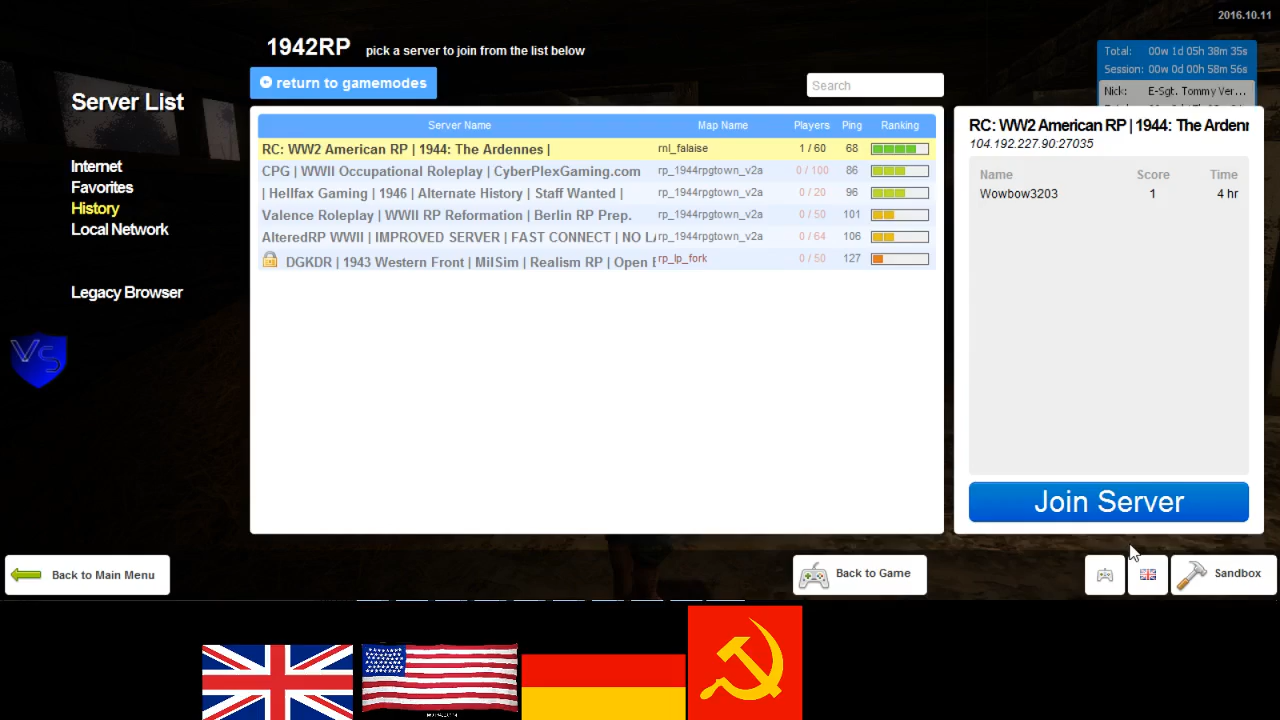 2016.10.11
1942RP pick a server to join from the list below
Total: 00w 1d 05h 38m 35s
Session: 00w 0d 00h 58m 56s
Nick: E-Sgt. Tommy Ver...
return to gamemodes
Search
Server List
Internet
Favorites
History
Local Network
Legacy Browser
VS
Server Name Map Name Players Ping Ranking
RC: WW2 American RP | 1944: The Ardennes | rnl_falaise 1 / 60 68
CPG | WWII Occupational Roleplay | CyberPlexGaming.com rp_1944rpgtown_v2a 0 / 100 86
| Hellfax Gaming | 1946 | Alternate History | Staff Wanted | rp_1944rpgtown_v2a 0 / 20 96
Valence Roleplay | WWII RP Reformation | Berlin RP Prep. rp_1944rpgtown_v2a 0 / 50 101
AlteredRP WWII | IMPROVED SERVER | FAST CONNECT | NO rp_1944rpgtown_v2a 0 / 64 106
DGKDR | 1943 Western Front | MilSim | Realism RP | Open rp_lp_fork 0 / 50 127
RC: WW2 American RP | 1944: The Arden
104.192.227.90:27035
Name Score Time
Wowbow3203 1 4 hr
Join Server
Back to Main Menu
Back to Game
Sandbox